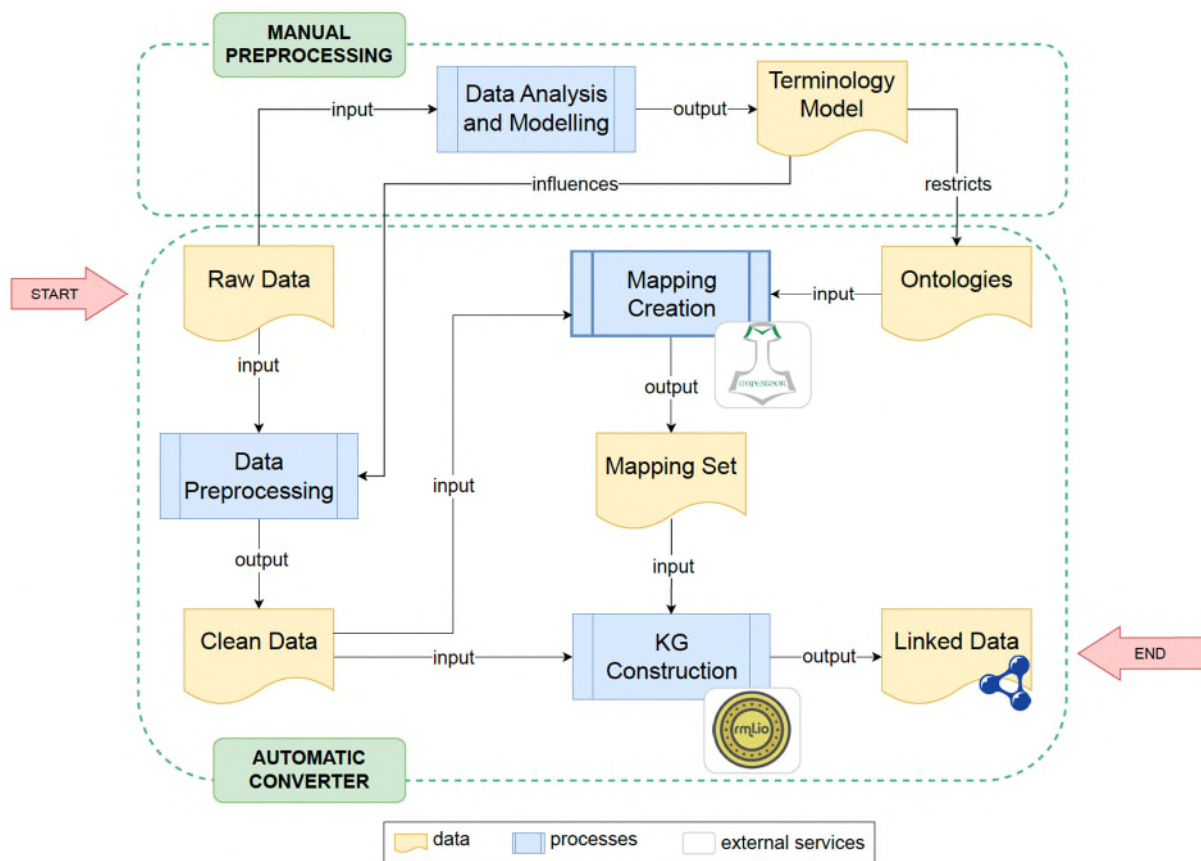 MANUAL
PREPROCESSING
input
Data Analysis
and Modelling
output
Terminology
Model
influences
restricts
START
Raw Data
Mapping
Creation
input
Ontologies
COMPENDOR
input
output
Data
Preprocessing
input
Mapping Set
output
input
Clean Data
input
KG
Construction
output
Linked Data
END
rml.io
AUTOMATIC
CONVERTER
data
processes
external services